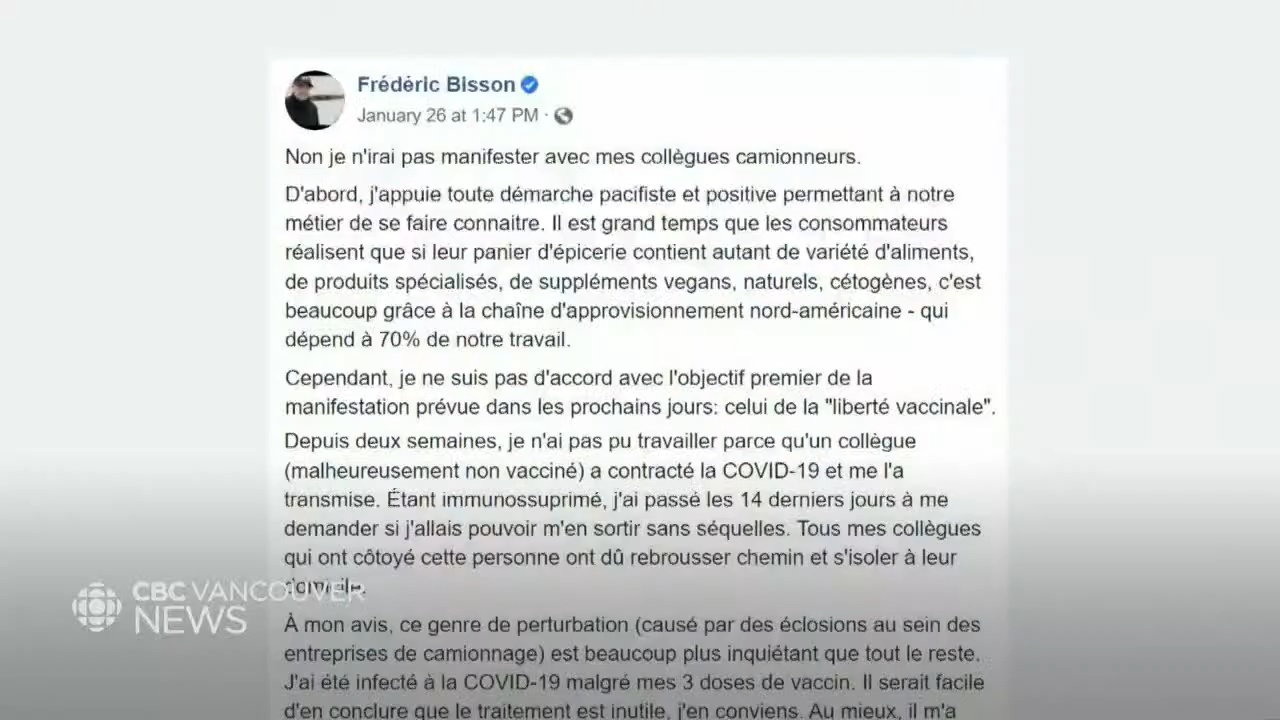 Frédéric Bisson
January 26 at 1:47 PM ·
Non je n'irai pas manifester avec mes collègues camionneurs.
D'abord, j'appuie toute démarche pacifiste et positive permettant à notre
métier de se faire connaitre. Il est grand temps que les consommateurs
réalisent que si leur panier d'épicerie contient autant de variété d'aliments,
de produits spécialisés, de suppléments vegans, naturels, cétogènes, c'est
beaucoup grâce à la chaîne d'approvisionnement nord-américaine - qui
dépend à 70% de notre travail.
Cependant, je ne suis pas d'accord avec l'objectif premier de la
manifestation prévue dans les prochains jours: celui de la "liberté vaccinale".
Depuis deux semaines, je n'ai pas pu travailler parce qu'un collègue
(malheureusement non vacciné) a contracté la COVID-19 et me l'a
transmise. Étant immunossuprimé, j'ai passé les 14 derniers jours à me
demander si j'allais pouvoir m'en sortir sans séquelles. Tous mes collègues
qui ont côtoyé cette personne ont dû rebrousser chemin et s'isoler à leur
domicile.
CBC VANCOUVER
NEWS
À mon avis, ce genre de perturbation (causé par des éclosions au sein des
entreprises de camionnage) est beaucoup plus inquiétant que tout le reste.
J'ai été infecté à la COVID-19 malgré mes 3 doses de vaccin. Il serait facile
d'en conclure que le traitement est inutile, j'en conviens. Au mieux, il m'a